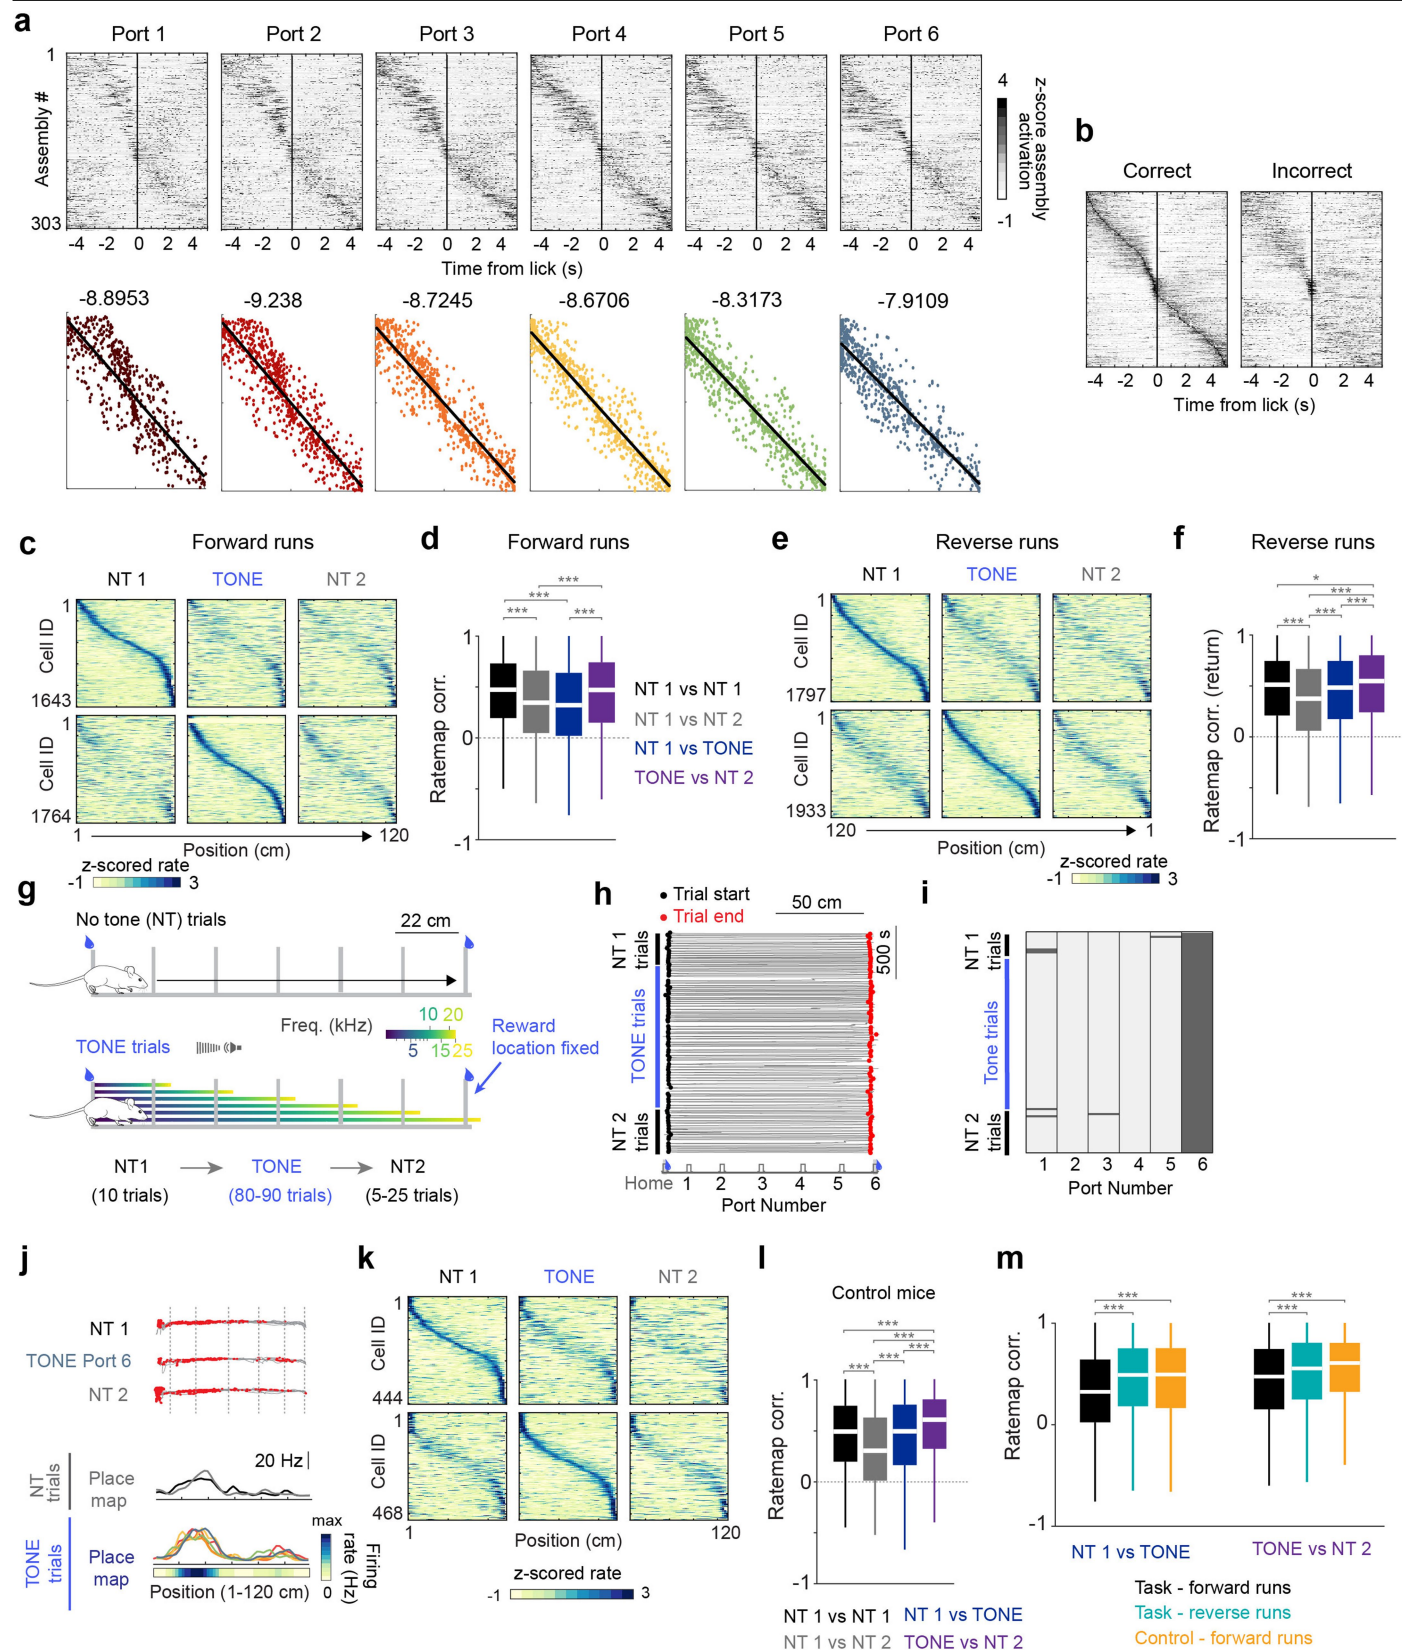 a
Port 1 Port 2 Port 3 Port 4 Port 5 Port 6
1
Assembly #
303
-4 -2 0 2 4 -4 -2 0 2 4 -4 -2 0 2 4 -4 -2 0 2 4 -4 -2 0 2 4 -4 -2 0 2 4
Time from lick (s)
4
z-score assembly
activation
-1
-8.8953 -9.238 -8.7245 -8.6706 -8.3173 -7.9109
b
Correct Incorrect
-4 -2 0 2 4 -4 -2 0 2 4
Time from lick (s)
c
Forward runs
NT 1 TONE NT 2
1
Cell ID
1643
1
Cell ID
1764
1 120
Position (cm)
z-scored rate
-1 3
d
Forward runs
*** *** *** ***
1
Ratemap corr.
0
-1
NT 1 vs NT 1
NT 1 vs NT 2
NT 1 vs TONE
TONE vs NT 2
e
Reverse runs
NT 1 TONE NT 2
1
Cell ID
1797
1
Cell ID
1933
120 1
Position (cm)
z-scored rate
-1 3
f
Reverse runs
* *** *** *** ***
1
Ratemap corr. (return)
0
-1
g
No tone (NT) trials
22 cm
Freq. (kHz)
10 20
5 15 25
TONE trials
Reward
location fixed
NT1 TONE NT2
(10 trials) (80-90 trials) (5-25 trials)
h
Trial start
Trial end
50 cm
500 s
NT 1
trials
TONE trials
NT 2
trials
Home 1 2 3 4 5 6
Port Number
i
NT 1
trials
Tone trials
NT 2
trials
1 2 3 4 5 6
Port Number
j
NT 1
TONE Port 6
NT 2
20 Hz
NT
trials
Place
map
TONE
trials
Place
map
max
0
Firing
rate (Hz)
Position (1-120 cm)
k
NT 1 TONE NT 2
1
Cell ID
444
1
Cell ID
468
1 120
Position (cm)
z-scored rate
-1 3
l
Control mice
*** *** *** *** ***
1
Ratemap corr.
0
-1
NT 1 vs NT 1 NT 1 vs TONE
NT 1 vs NT 2 TONE vs NT 2
m
*** *** *** ***
1
Ratemap corr.
0
-1
NT 1 vs TONE TONE vs NT 2
Task - forward runs
Task - reverse runs
Control - forward runs